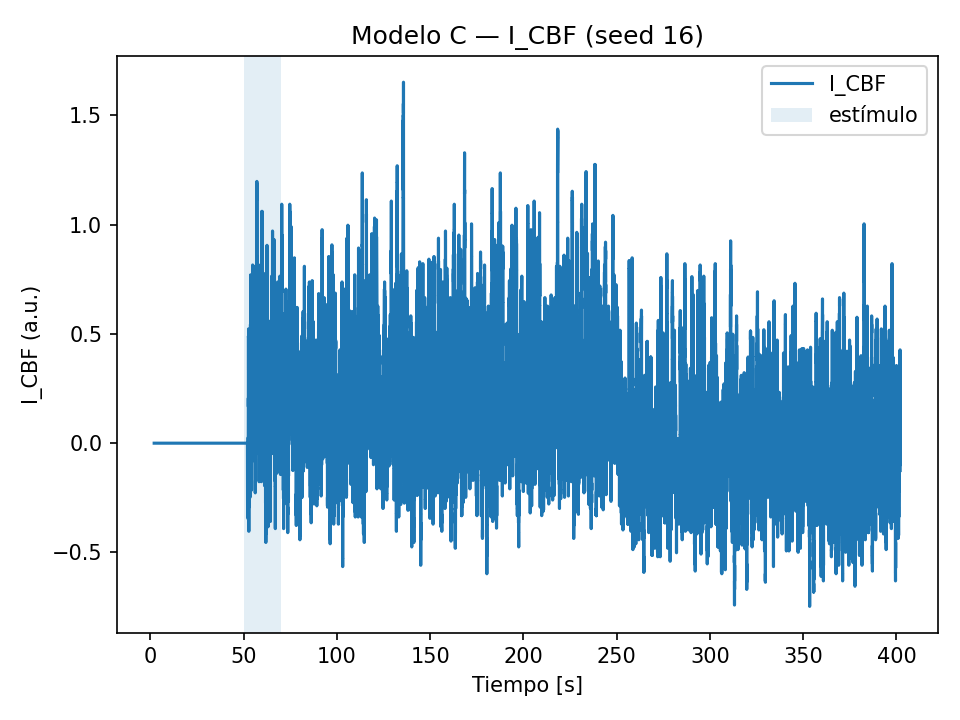 Modelo C — I_CBF (seed 16)
I_CBF
estímulo
I_CBF (a.u.)
1.5
1.0
0.5
0.0
−0.5
0 50 100 150 200 250 300 350 400
Tiempo [s]